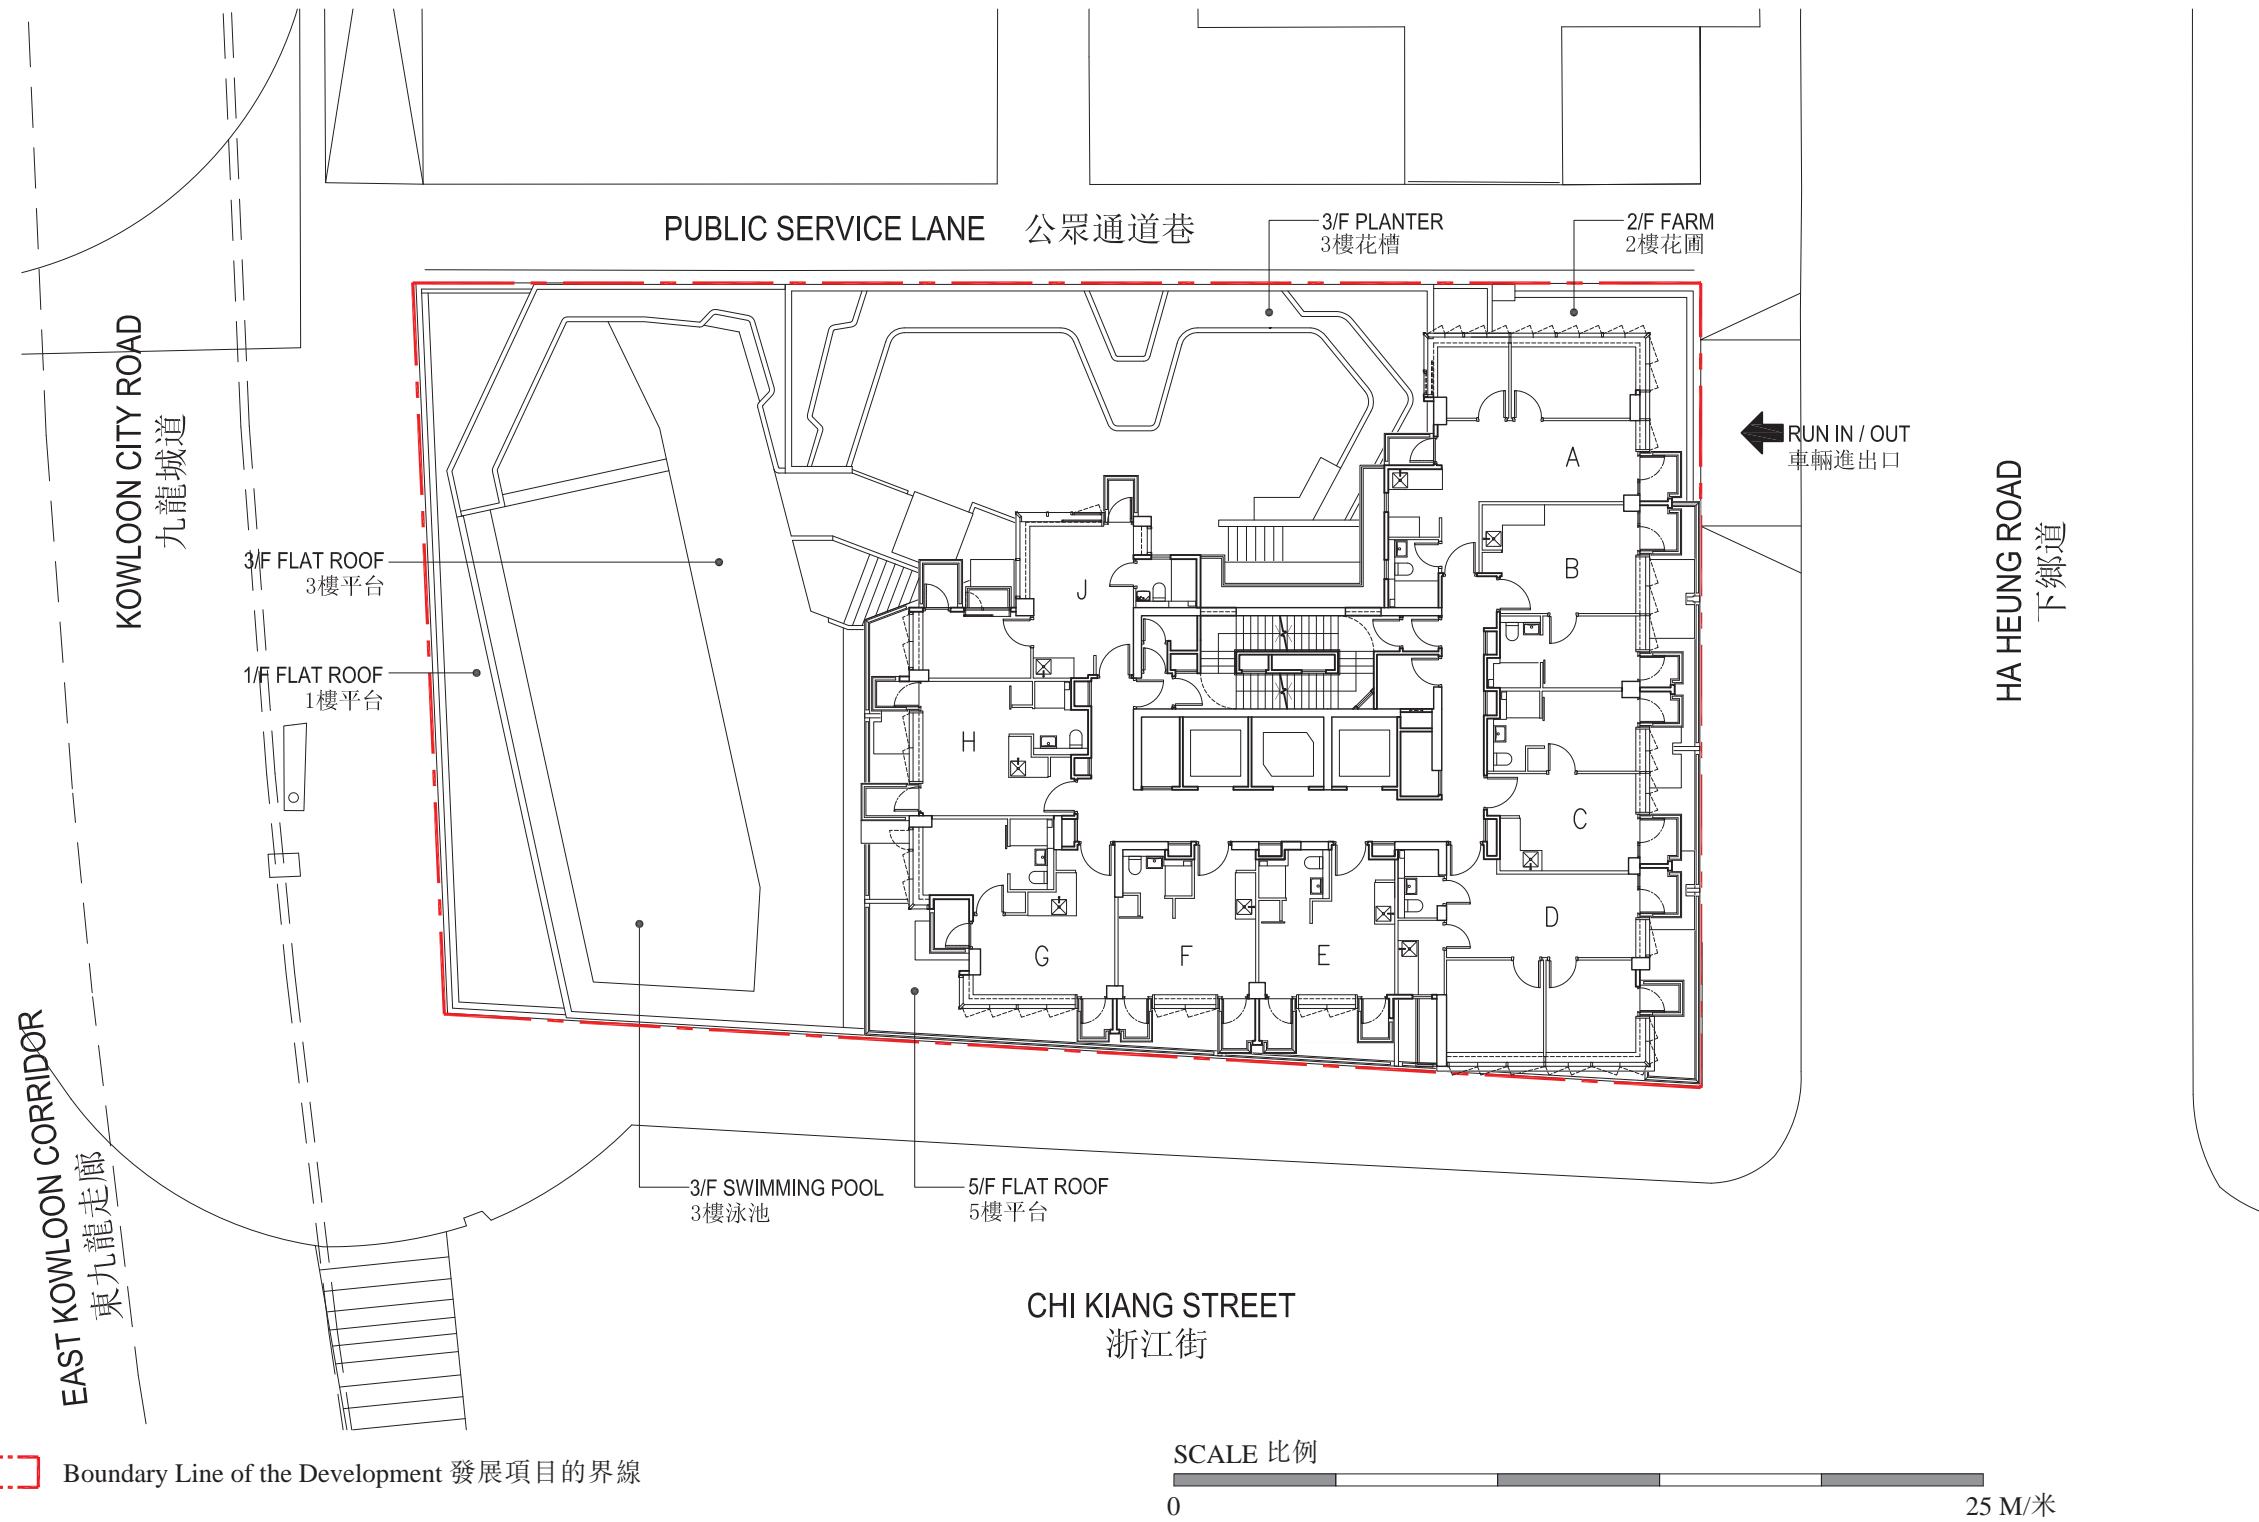 PUBLIC SERVICE LANE 公眾通道巷
3/F PLANTER
3樓花槽
2/F FARM
2樓花圃
KOWLOON CITY ROAD
九龍城道
RUN IN / OUT
車輛進出口
HA HEUNG ROAD
下鄉道
3/F FLAT ROOF
3樓平台
1/F FLAT ROOF
1樓平台
A
B
J
H
C
D
G
F
E
EAST KOWLOON CORRIDOR
東九龍走廊
3/F SWIMMING POOL
3樓泳池
5/F FLAT ROOF
5樓平台
CHI KIANG STREET
浙江街
Boundary Line of the Development 發展項目的界線
SCALE 比例
0
25 M/米